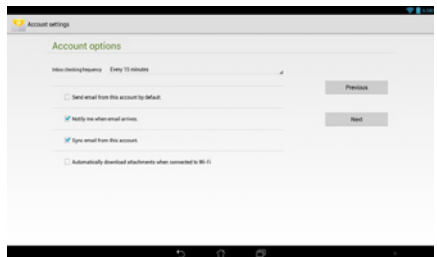 Account settings
Account options
Inbox checking frequency Every 15 minutes
Previous
Send email from this account by default.
Notify me when email arrives.
Next
Sync email from this account.
Automatically download attachments when connected to Wi-Fi